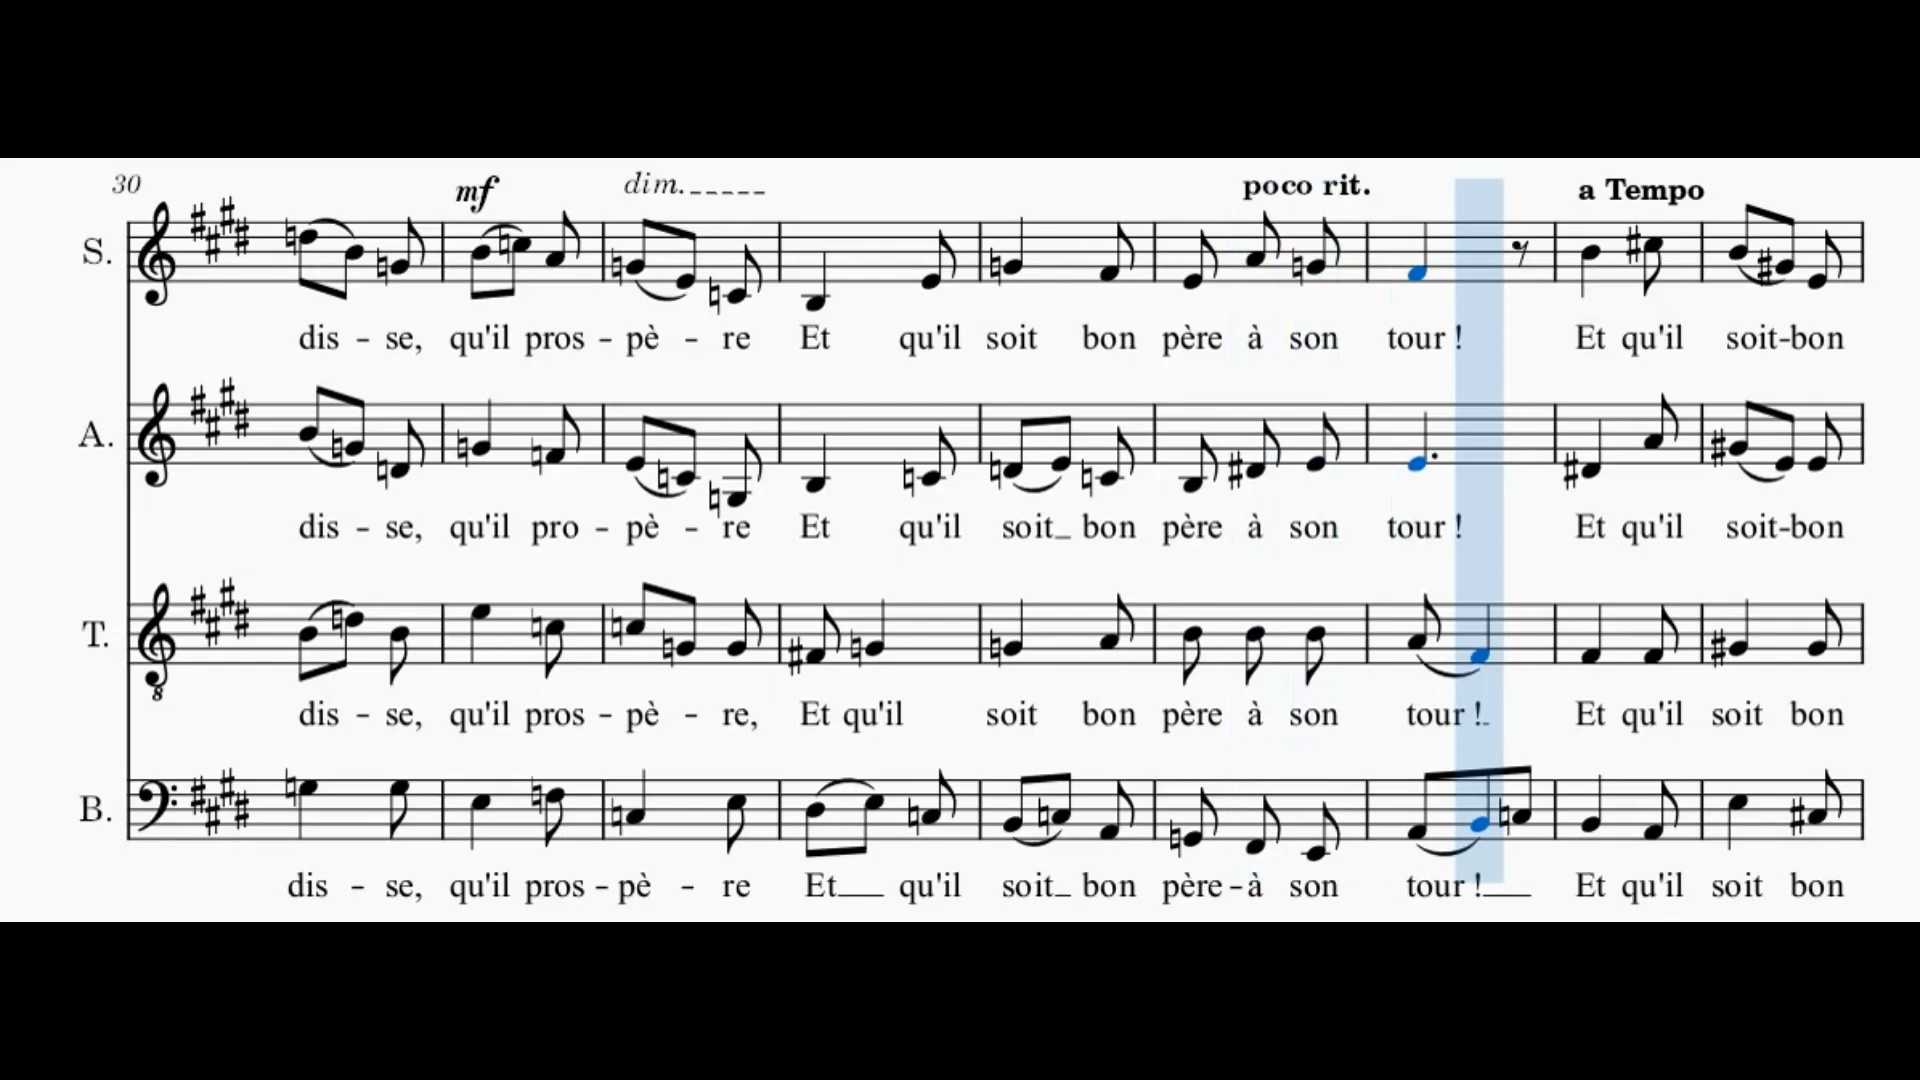 30 mf dim. poco rit. a Tempo
S.
dis - se, qu'il pros - pè - re Et qu'il soit bon père à son tour ! Et qu'il soit-bon
A.
dis - se, qu'il pro - pè - re Et qu'il soit_ bon père à son tour ! Et qu'il soit-bon
T.
8
dis - se, qu'il pros - pè - re, Et qu'il soit bon père à son tour !_ Et qu'il soit bon
B.
dis - se, qu'il pros - pè - re Et__ qu'il soit_ bon père - à son tour !__ Et qu'il soit bon